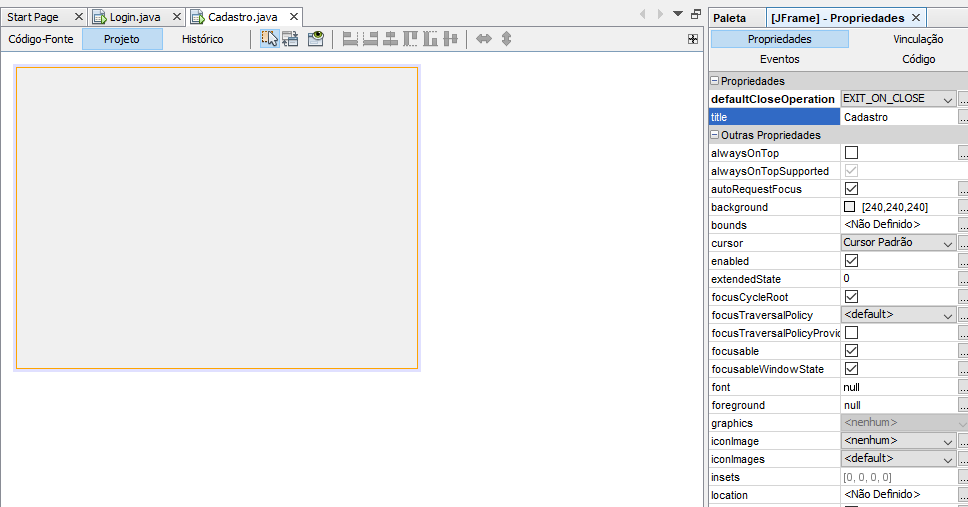 Start Page
Login.java
Cadastro.java
Código-Fonte
Projeto
Histórico
Paleta
[JFrame] - Propriedades
Propriedades
Vinculação
Eventos
Código
Propriedades
defaultCloseOperation EXIT_ON_CLOSE ...
title Cadastro ...
Outras Propriedades
alwaysOnTop ...
alwaysOnTopSupported
autoRequestFocus ...
background [240,240,240] ...
bounds <Não Definido> ...
cursor Cursor Padrão ...
enabled ...
extendedState 0 ...
focusCycleRoot ...
focusTraversalPolicy <default> ...
focusTraversalPolicyProvid ...
focusable ...
focusableWindowState ...
font null ...
foreground null ...
graphics <nenhum>
iconImage <nenhum> ...
iconImages <default> ...
insets [0, 0, 0, 0] ...
location <Não Definido> ...